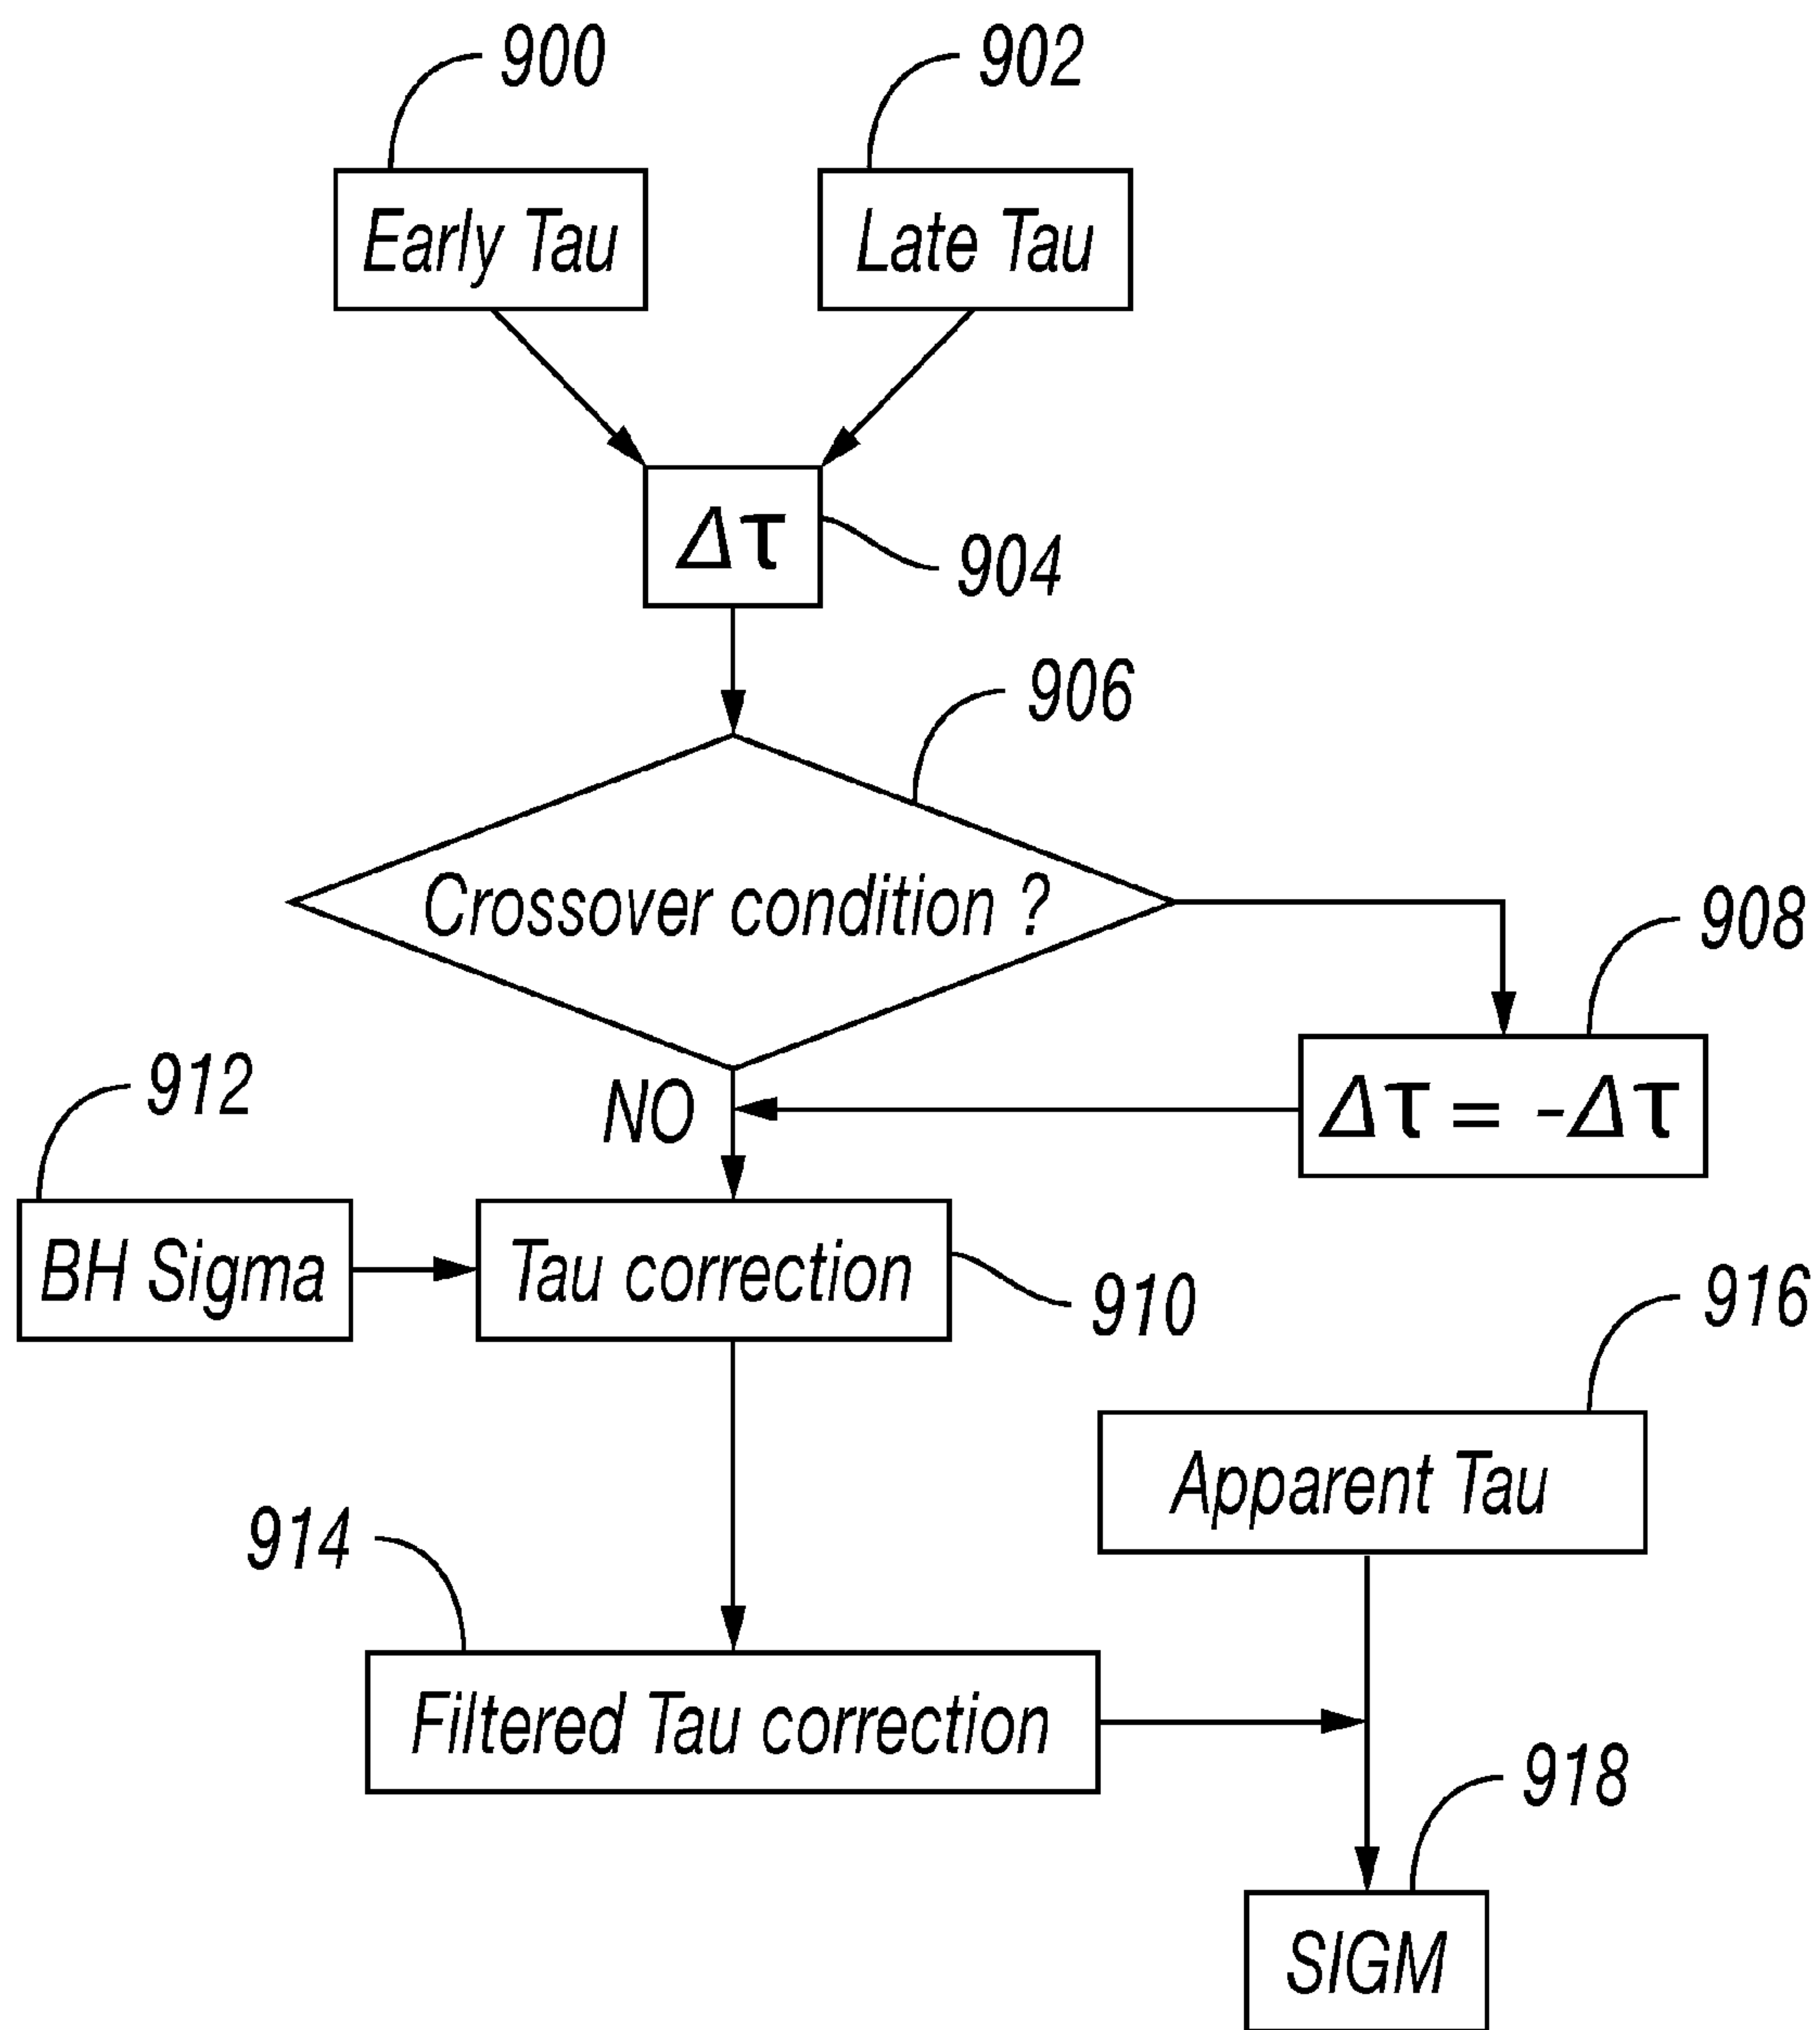 900
902
Early Tau
Late Tau
Δτ
904
906
Crossover condition ?
908
912
NO
Δτ = -Δτ
BH Sigma
Tau correction
910
916
Apparent Tau
914
Filtered Tau correction
918
SIGM